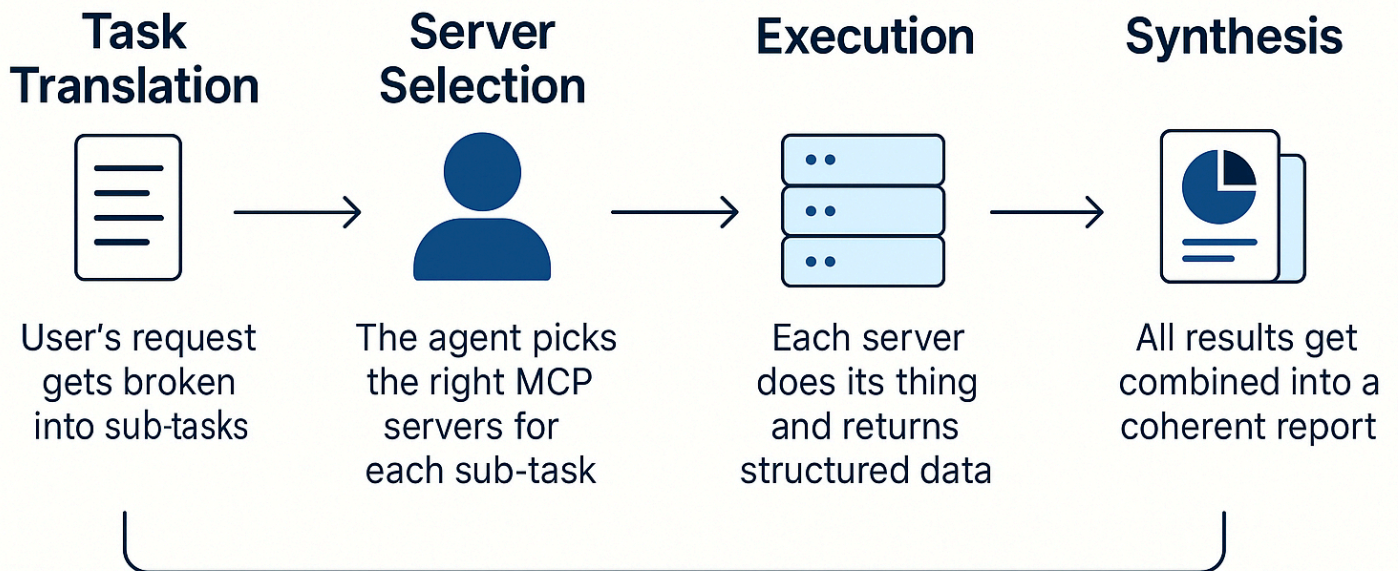 Task
Translation
Server
Selection
Execution
Synthesis
User's request
gets broken
into sub-tasks
The agent picks
the right MCP
servers for
each sub-task
Each server
does its thing
and returns
structured data
All results get
combined into a
coherent report